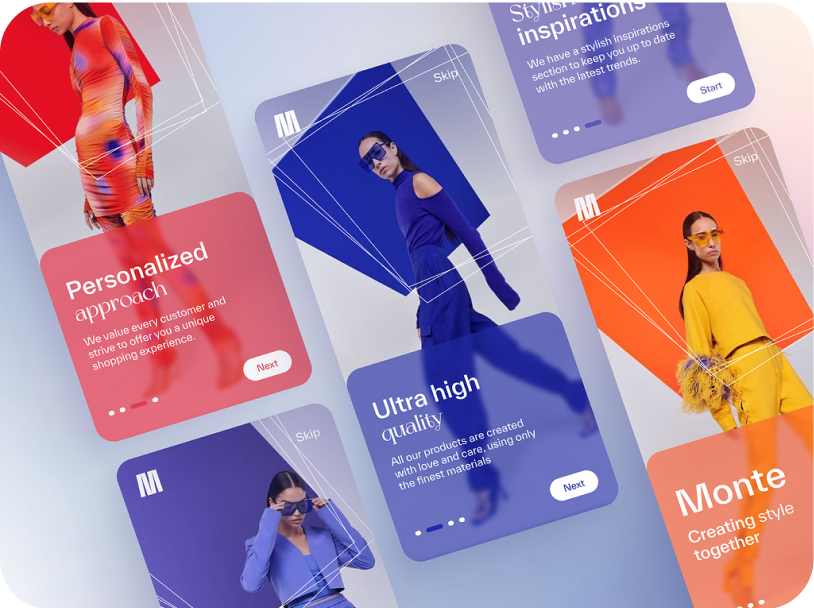 Stylish
inspirations
We have a stylish inspirations
section to keep you up to date
with the latest trends.
Start
M
Skip
Personalized
approach
We value every customer and
strive to offer you a unique
shopping experience.
Next
Ultra high
quality
All our products are created
with love and care, using only
the finest materials
Next
M
Skip
Monte
Creating style
together
M
Skip